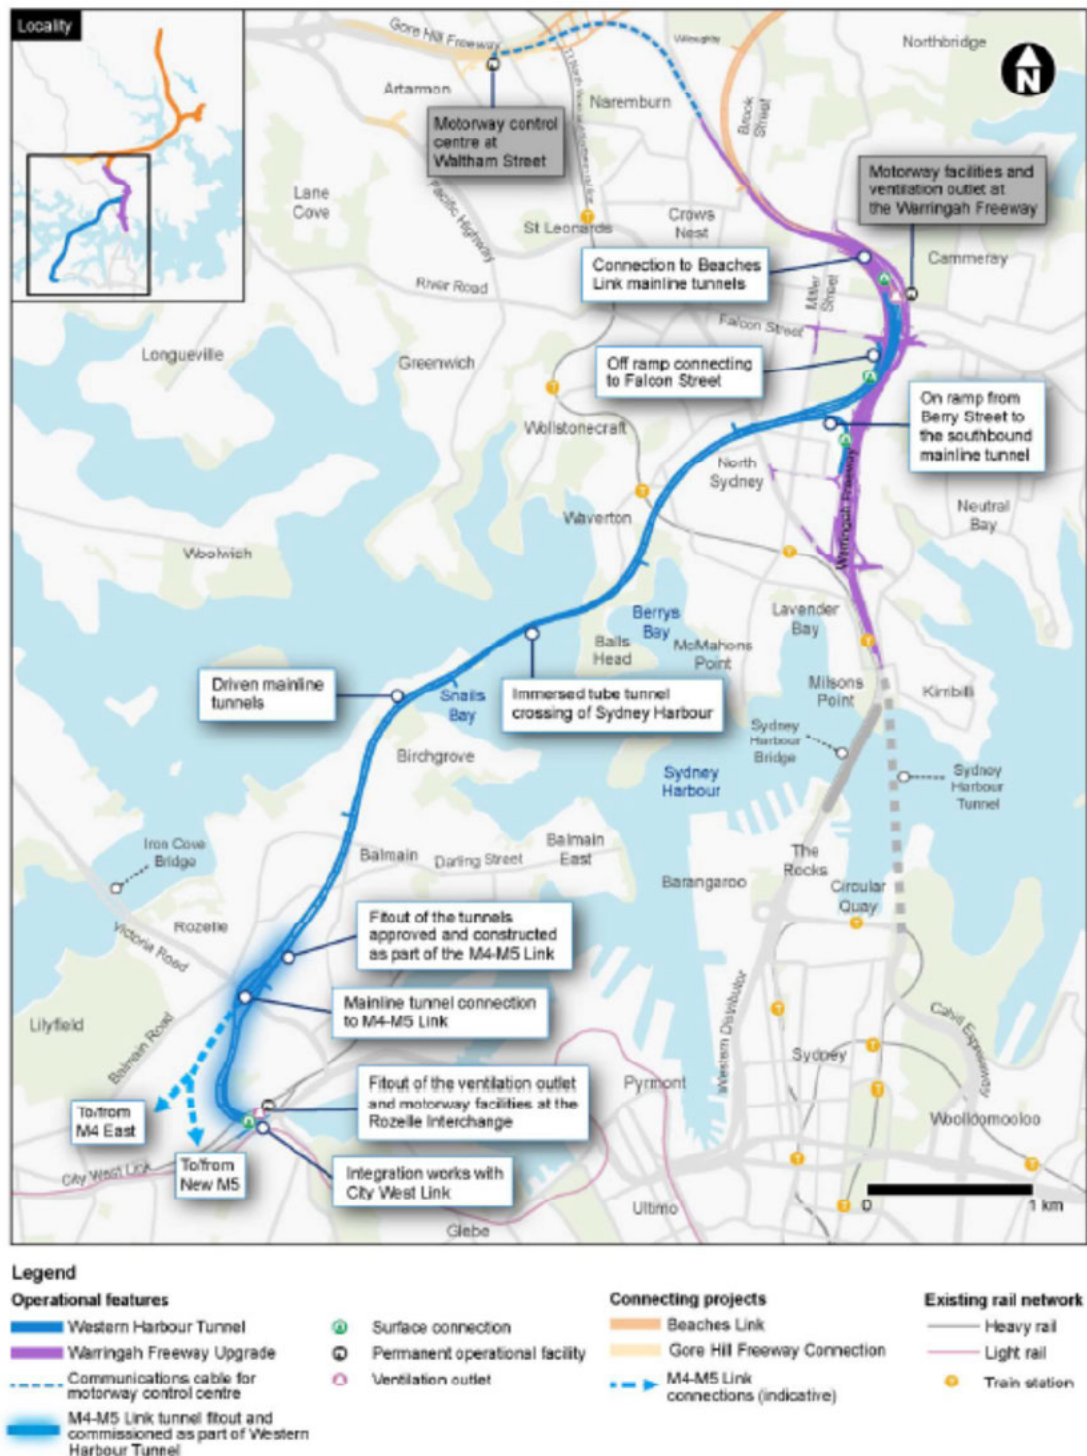 Locality
N
Gore Hill Freeway
Willoughby
Northbridge
Artarmon
Naremburn
Brook
Street
Motorway control
centre at
Waltham Street
Motorway facilities and
ventilation outlet at
the Warringah Freeway
Lane
Cove
Pacific Highway
St Leonards
Crows
Nest
Cammeray
Connection to Beaches
Link mainline tunnels
Miller
Street
River Road
Falcon Street
Longueville
Greenwich
Off ramp connecting
to Falcon Street
On ramp from
Berry Street to
the southbound
mainline tunnel
Wollstonecraft
North
Sydney
Warringah Freeway
Neutral
Bay
Waverton
Woolwich
Berrys
Bay
Lavender
Bay
Balls
Head
McMahons
Point
Driven mainline
tunnels
Snails
Bay
Immersed tube tunnel
crossing of Sydney Harbour
Milsons
Point
Kirribilli
Birchgrove
Sydney
Harbour
Bridge
Sydney
Harbour
Sydney
Harbour
Tunnel
Iron Cove
Bridge
Balmain
Darling Street
Balmain
East
The
Rocks
Barangaroo
Circular
Quay
Victoria Road
Rozelle
Fitout of the tunnels
approved and constructed
as part of the M4-M5 Link
Mainline tunnel connection
to M4-M5 Link
Lilyfield
Balmain Road
Western Distributor
Cahill Expressway
Sydney
Pyrmont
Fitout of the ventilation outlet
and motorway facilities at the
Rozelle Interchange
To/from
M4 East
Woolloomooloo
City West Link
To/from
New M5
Integration works with
City West Link
Ultimo
Glebe
0 1 km
Legend
Operational features
Western Harbour Tunnel
Warringah Freeway Upgrade
Communications cable for
motorway control centre
M4-M5 Link tunnel fitout and
commissioned as part of Western
Harbour Tunnel
Surface connection
Permanent operational facility
Ventilation outlet
Connecting projects
Beaches Link
Gore Hill Freeway Connection
M4-M5 Link
connections (indicative)
Existing rail network
Heavy rail
Light rail
Train station